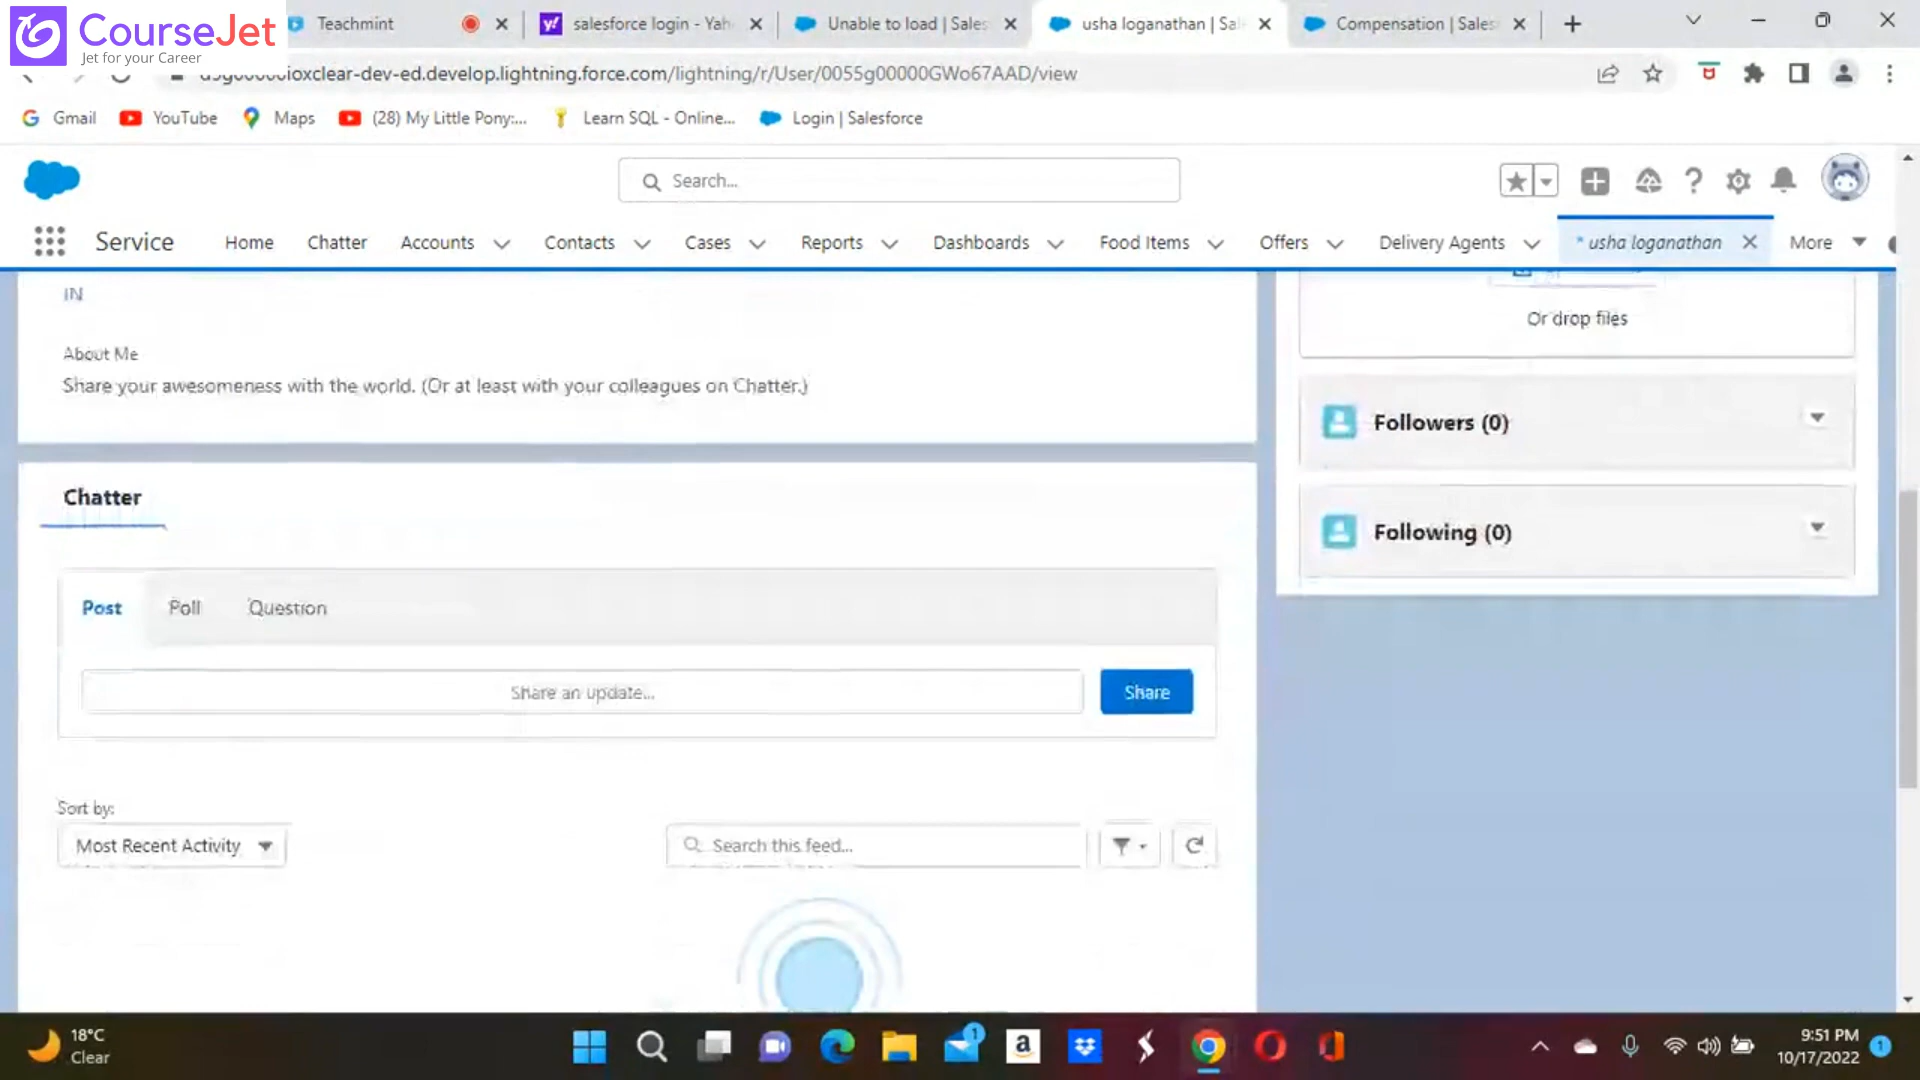 CourseJet
Jet for your Career
Teachmint
salesforce login - Yah
Unable to load | Sales
usha loganathan | Sal
Compensation | Sales
ioxclear-dev-ed.develop.lightning.force.com/lightning/r/User/0055g00000GWo67AAD/view
Gmail
YouTube
Maps
(28) My Little Pony:...
Learn SQL - Online...
Login | Salesforce
Search...
Service
Home
Chatter
Accounts
Contacts
Cases
Reports
Dashboards
Food Items
Offers
Delivery Agents
* usha loganathan
More
IN
About Me
Share your awesomeness with the world. (Or at least with your colleagues on Chatter.)
Or drop files
Followers (0)
Following (0)
Chatter
Post
Poll
Question
Share an update...
Share
Sort by:
Most Recent Activity
Search this feed...
18°C
Clear
1
9:51 PM
10/17/2022
1